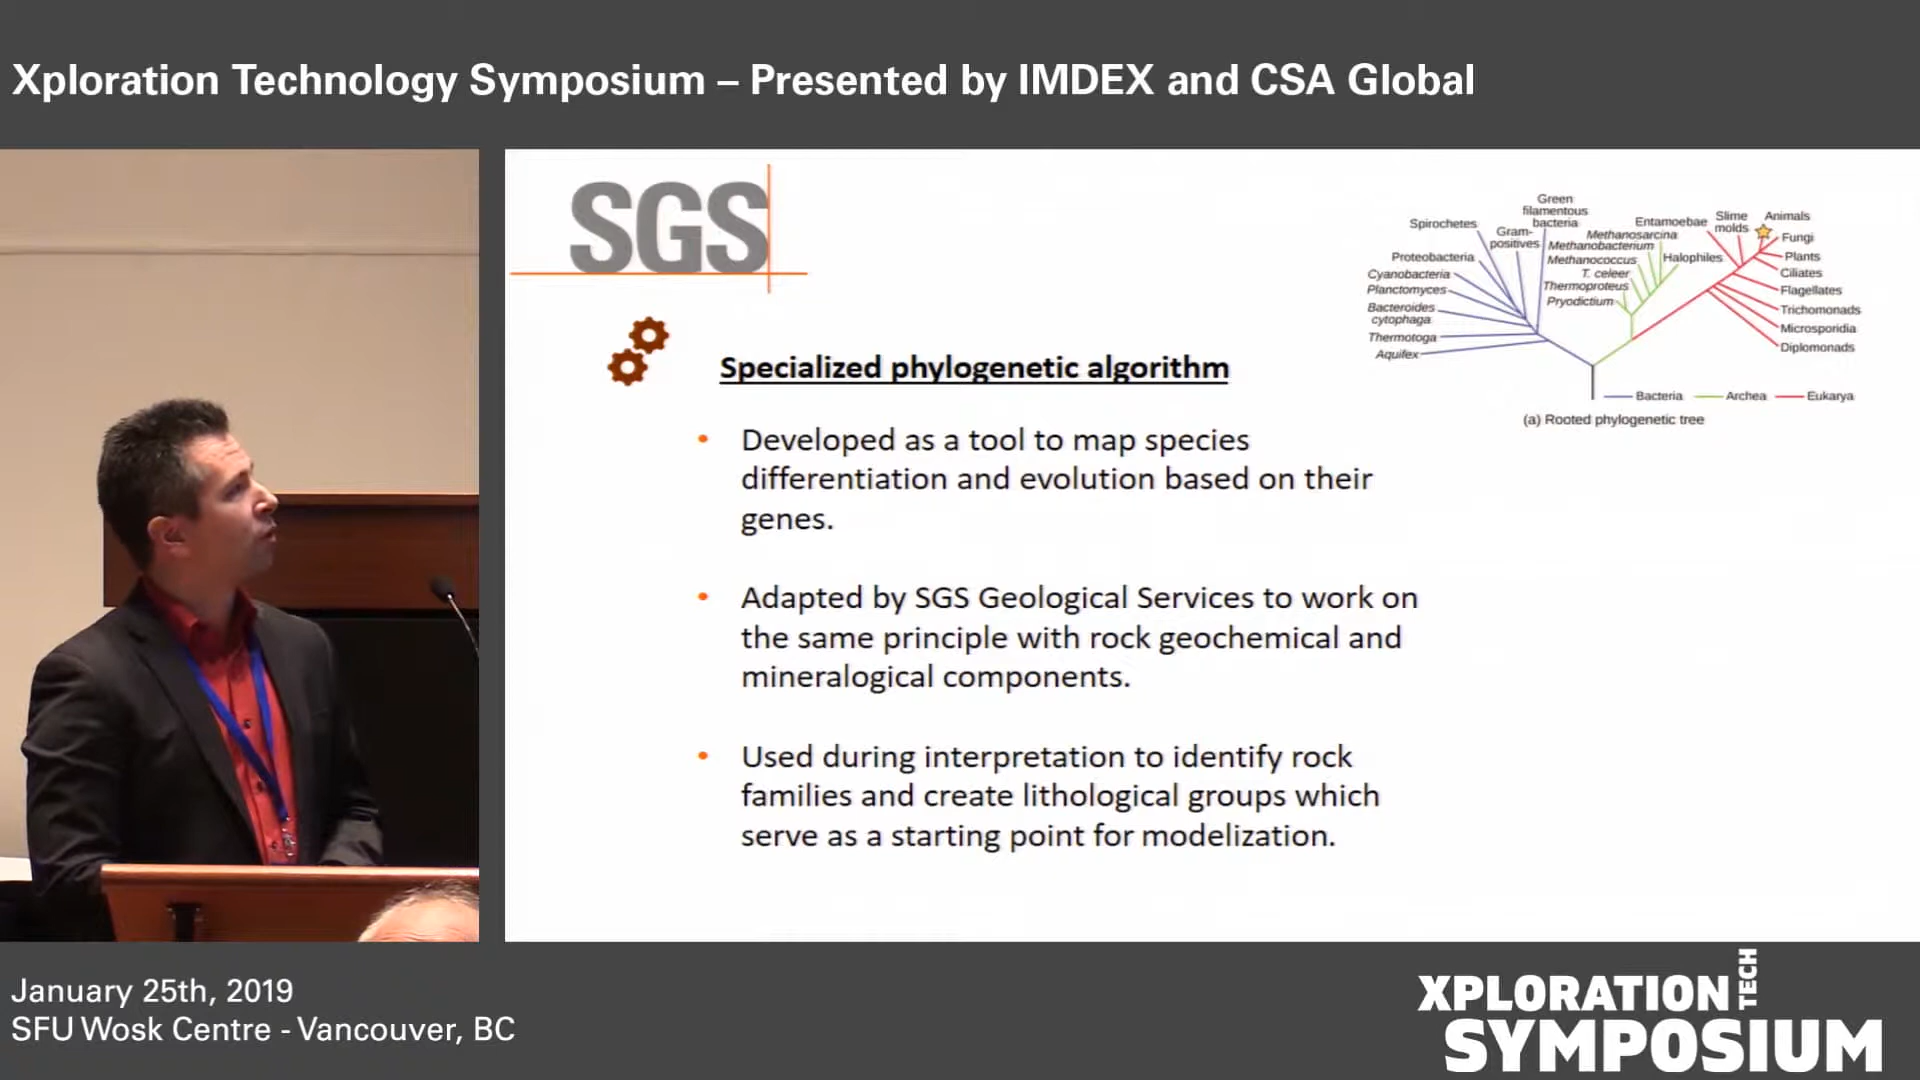 Xploration Technology Symposium – Presented by IMDEX and CSA Global
SGS
Specialized phylogenetic algorithm
• Developed as a tool to map species
differentiation and evolution based on their
genes.
• Adapted by SGS Geological Services to work on
the same principle with rock geochemical and
mineralogical components.
• Used during interpretation to identify rock
families and create lithological groups which
serve as a starting point for modelization.
Spirochetes
Green
filamentous
bacteria
Gram-
positives
Proteobacteria
Cyanobacteria
Planctomyces
Bacteroides
cytophaga
Thermotoga
Aquifex
Entamoebae
Slime
molds
Animals
Methanosarcina
Methanobacterium
Methanococcus
Halophiles
T. celeer
Thermoproteus
Pryodictium
Fungi
Plants
Ciliates
Flagellates
Trichomonads
Microsporidia
Diplomonads
Bacteria
Archea
Eukarya
(a) Rooted phylogenetic tree
January 25th, 2019
SFU Wosk Centre - Vancouver, BC
XPLORATION TECH
SYMPOSIUM